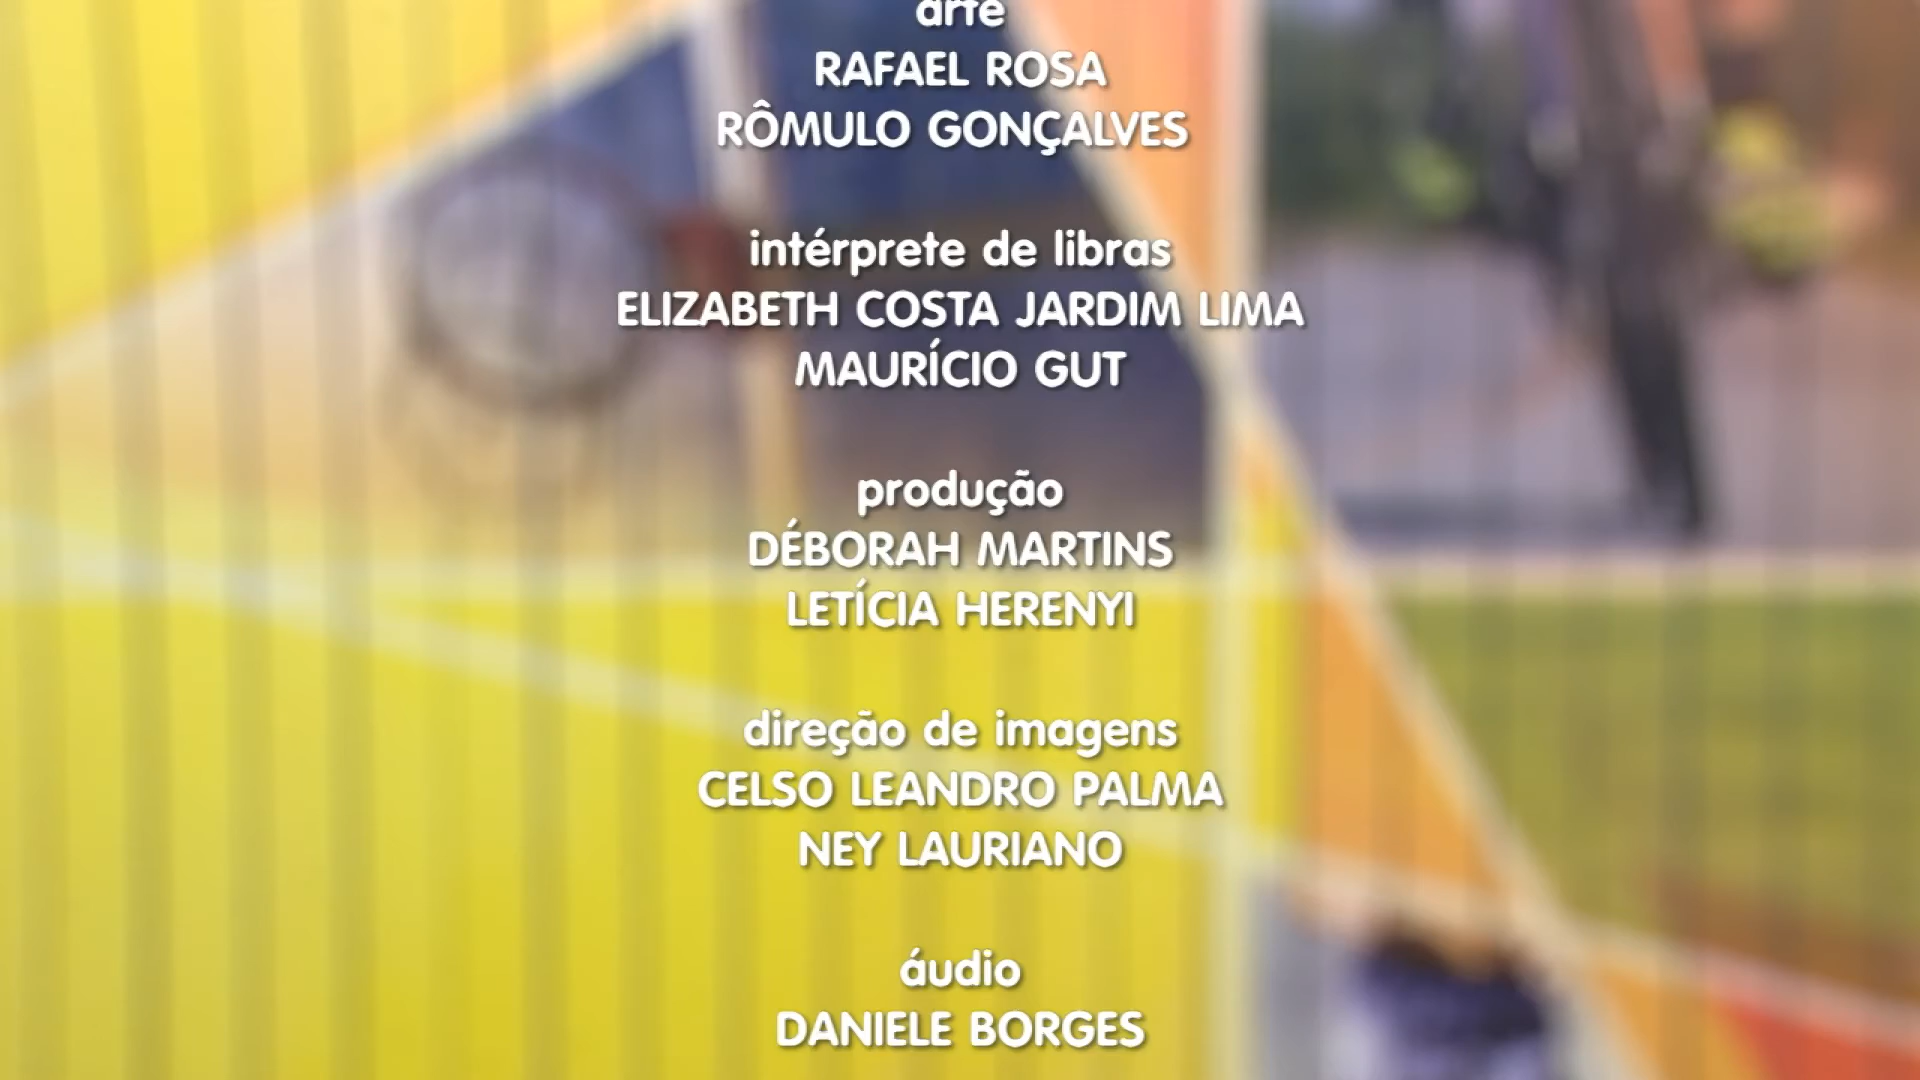 arte
RAFAEL ROSA
RÔMULO GONÇALVES
intérprete de libras
ELIZABETH COSTA JARDIM LIMA
MAURÍCIO GUT
produção
DÉBORAH MARTINS
LETÍCIA HERENYI
direção de imagens
CELSO LEANDRO PALMA
NEY LAURIANO
áudio
DANIELE BORGES